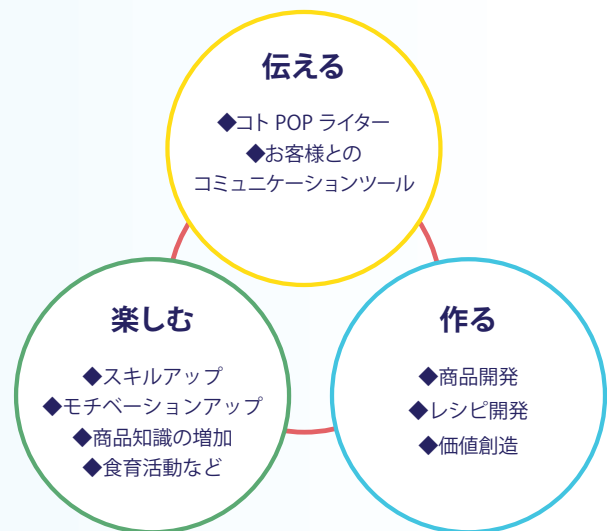 伝える
◆コト POP ライター
◆お客様との
コミュニケーションツール
楽しむ
◆スキルアップ
◆モチベーションアップ
◆商品知識の増加
◆食育活動など
作る
◆商品開発
◆レシピ開発
◆価値創造